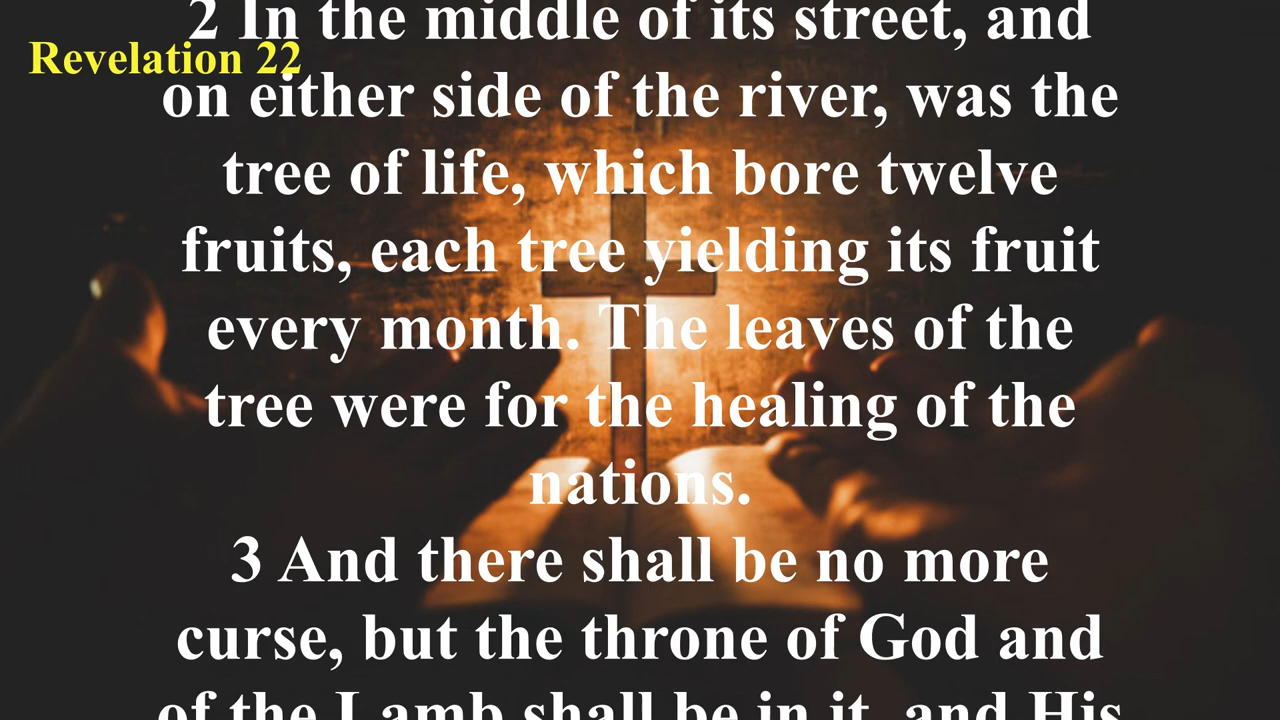 2 In the middle of its street, and
Revelation 22
on either side of the river, was the
tree of life, which bore twelve
fruits, each tree yielding its fruit
every month. The leaves of the
tree were for the healing of the
nations.
3 And there shall be no more
curse, but the throne of God and
of the Lamb shall be in it, and His